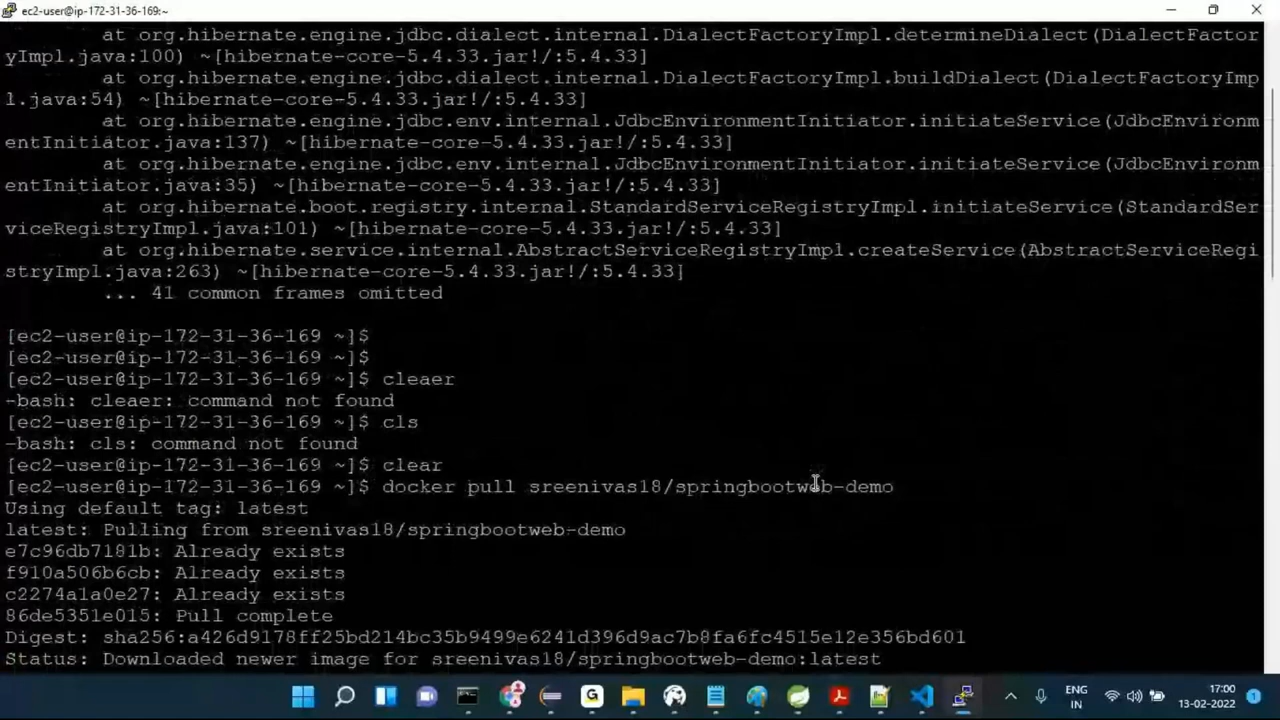 ec2-user@ip-172-31-36-169:~
at org.hibernate.engine.jdbc.dialect.internal.DialectFactoryImpl.determineDialect(DialectFactor
yImpl.java:100) ~[hibernate-core-5.4.33.jar!/:5.4.33]
at org.hibernate.engine.jdbc.dialect.internal.DialectFactoryImpl.buildDialect(DialectFactoryImp
l.java:54) ~[hibernate-core-5.4.33.jar!/:5.4.33]
at org.hibernate.engine.jdbc.env.internal.JdbcEnvironmentInitiator.initiateService(JdbcEnvironm
entInitiator.java:137) ~[hibernate-core-5.4.33.jar!/:5.4.33]
at org.hibernate.engine.jdbc.env.internal.JdbcEnvironmentInitiator.initiateService(JdbcEnvironm
entInitiator.java:35) ~[hibernate-core-5.4.33.jar!/:5.4.33]
at org.hibernate.boot.registry.internal.StandardServiceRegistryImpl.initiateService(StandardSer
viceRegistryImpl.java:101) ~[hibernate-core-5.4.33.jar!/:5.4.33]
at org.hibernate.service.internal.AbstractServiceRegistryImpl.createService(AbstractServiceRegi
stryImpl.java:263) ~[hibernate-core-5.4.33.jar!/:5.4.33]
... 41 common frames omitted
[ec2-user@ip-172-31-36-169 ~]$
[ec2-user@ip-172-31-36-169 ~]$
[ec2-user@ip-172-31-36-169 ~]$ cleaer
-bash: cleaer: command not found
[ec2-user@ip-172-31-36-169 ~]$ cls
-bash: cls: command not found
[ec2-user@ip-172-31-36-169 ~]$ clear
[ec2-user@ip-172-31-36-169 ~]$ docker pull sreenivas18/springbootweb-demo
Using default tag: latest
latest: Pulling from sreenivas18/springbootweb-demo
e7c96db7181b: Already exists
f910a506b6cb: Already exists
c2274a1a0e27: Already exists
86de5351e015: Pull complete
Digest: sha256:a426d9178ff25bd214bc35b9499e6241d396d9ac7b8fa6fc4515e12e356bd601
Status: Downloaded newer image for sreenivas18/springbootweb-demo:latest
ENG
IN
17:00
13-02-2022
1